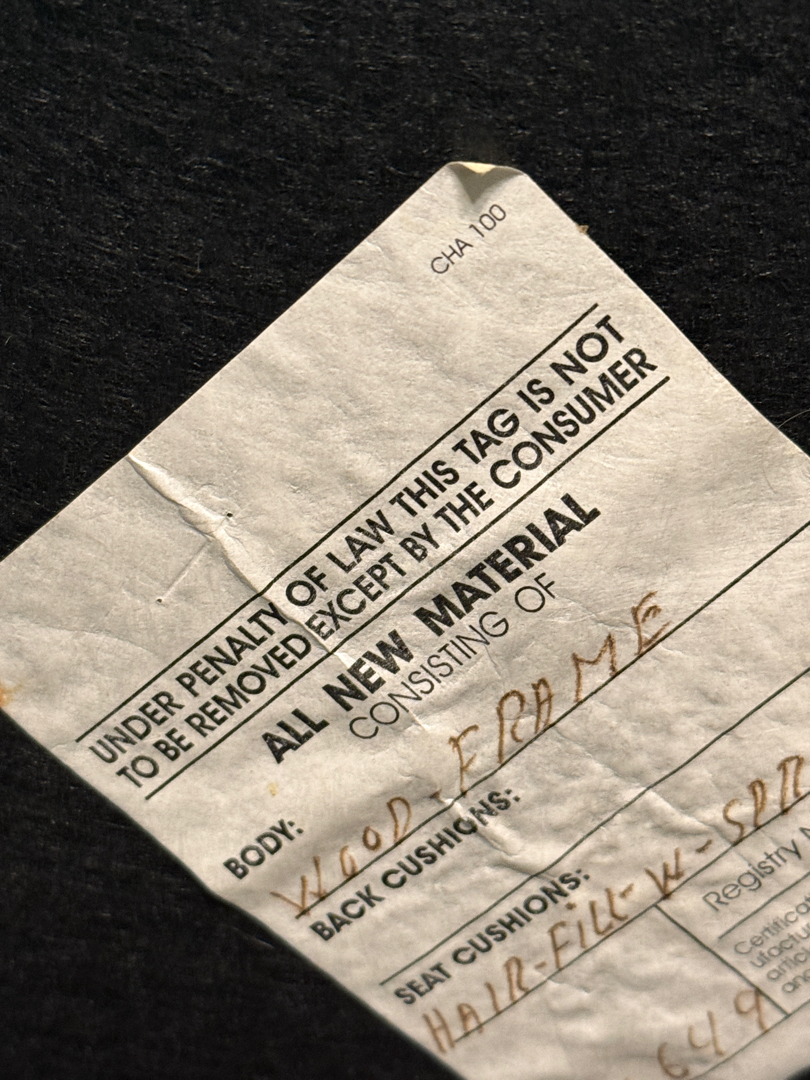 CHA 100
UNDER PENALTY OF LAW THIS TAG IS NOT
TO BE REMOVED EXCEPT BY THE CONSUMER
ALL NEW MATERIAL
CONSISTING OF
BODY: WOOD-FRAME
BACK CUSHIONS:
SEAT CUSHIONS:
HAIR-FILL-W-
Registry
649